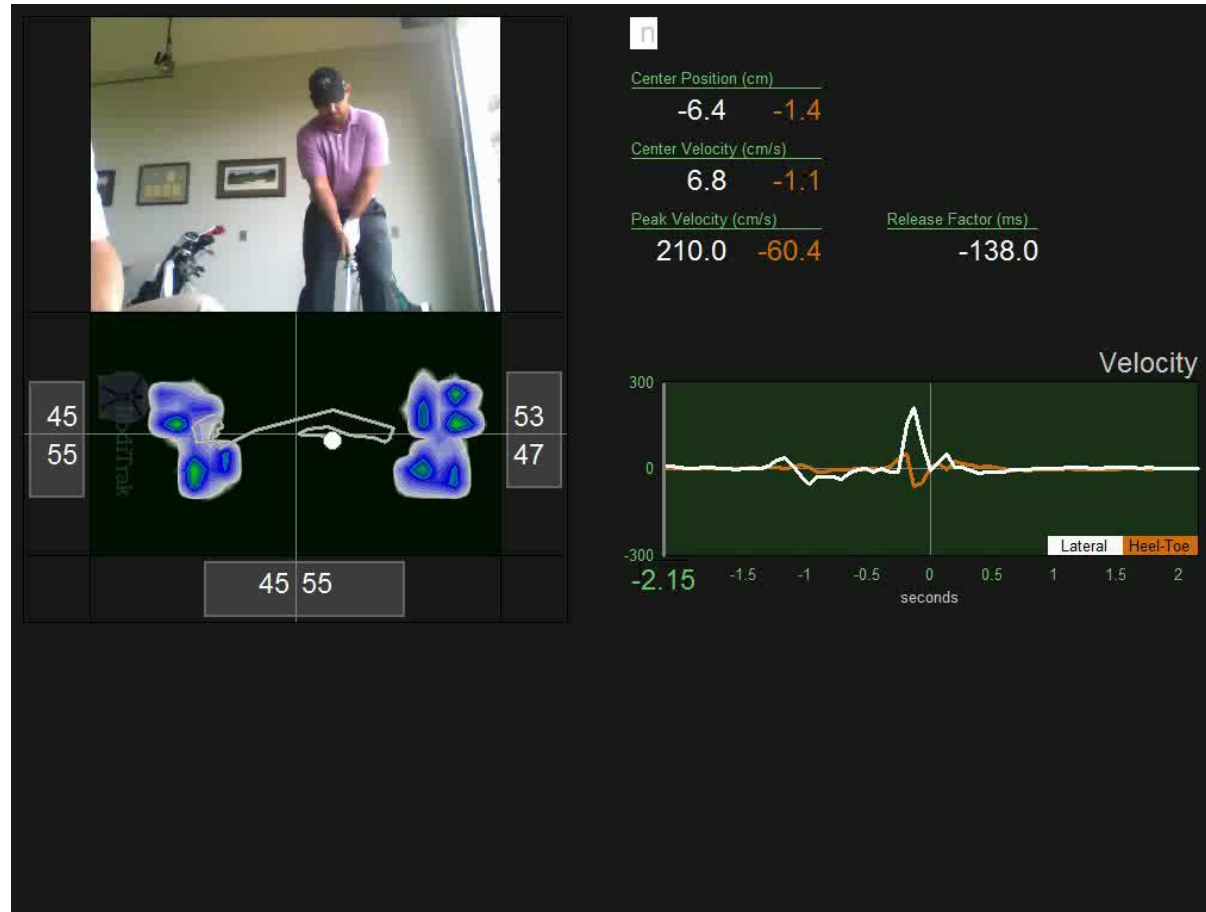 n
Center Position (cm)
-6.4 -1.4
Center Velocity (cm/s)
6.8 -1.1
Peak Velocity (cm/s)
210.0 -60.4
Release Factor (ms)
-138.0
45
55
bodiTrak
53
47
45 55
Velocity
300
0
-300
Lateral Heel-Toe
-2.15 -1.5 -1 -0.5 0 0.5 1 1.5 2
seconds